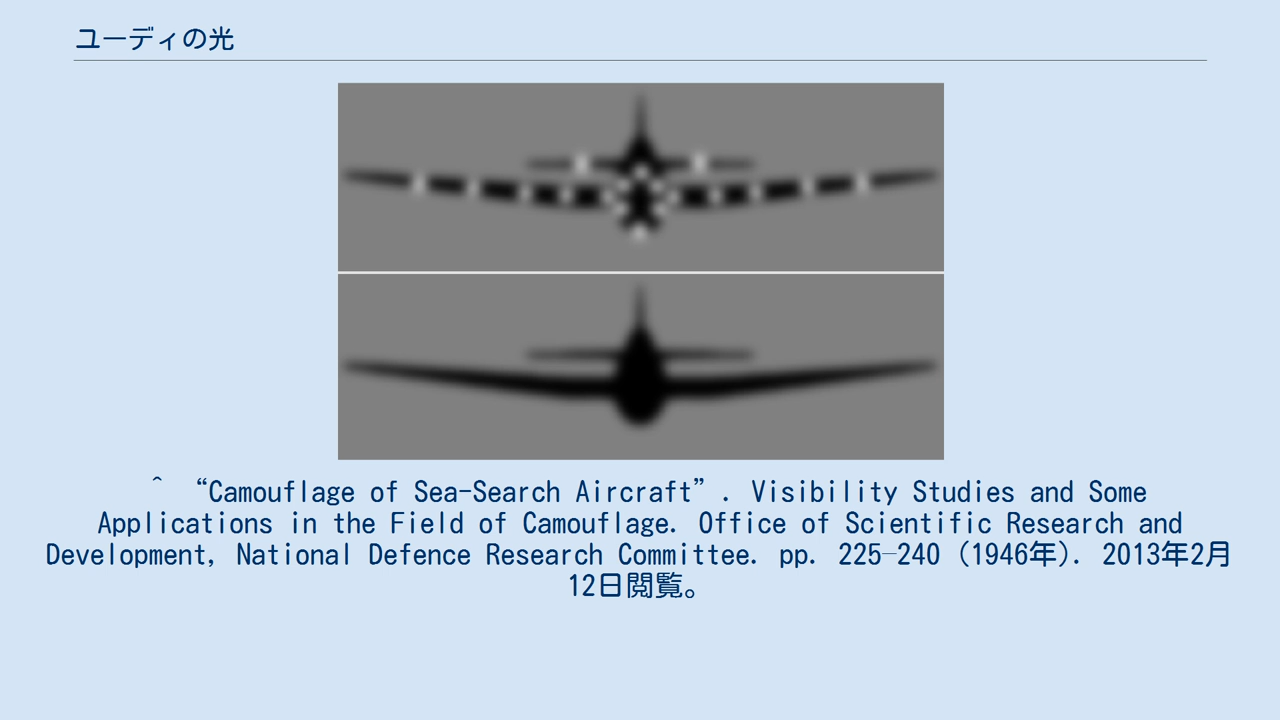 ユーディの光
^ “Camouflage of Sea-Search Aircraft”. Visibility Studies and Some
Applications in the Field of Camouflage. Office of Scientific Research and
Development, National Defence Research Committee. pp. 225–240 (1946年). 2013年2月
12日閲覧。